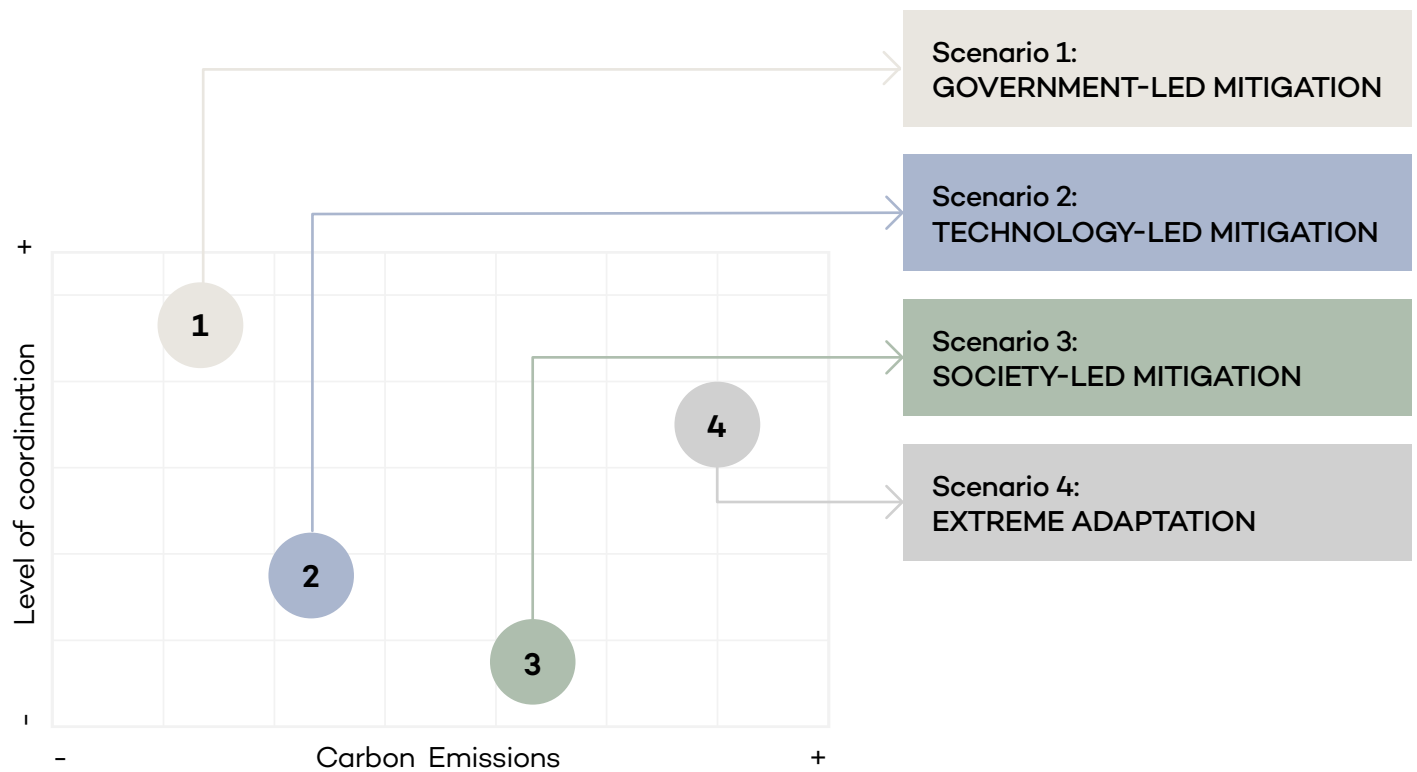 Scenario 1:
GOVERNMENT-LED MITIGATION
Scenario 2:
TECHNOLOGY-LED MITIGATION
Scenario 3:
SOCIETY-LED MITIGATION
Scenario 4:
EXTREME ADAPTATION
+
Level of coordination
-
1
2
3
4
-
Carbon Emissions
+